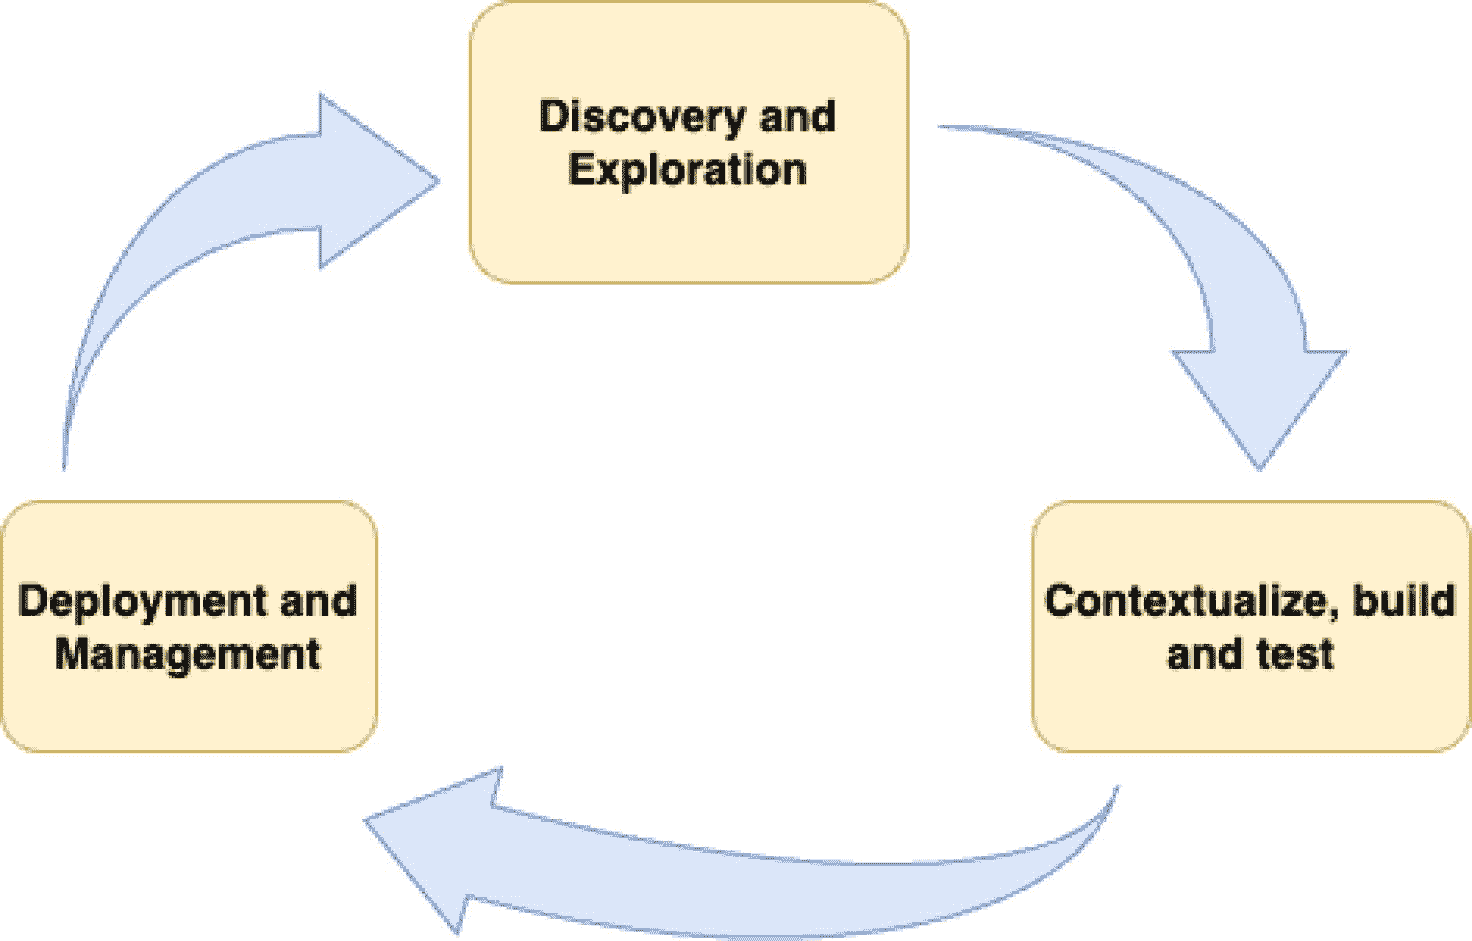 Discovery and
Exploration
Contextualize, build
and test
Deployment and
Management